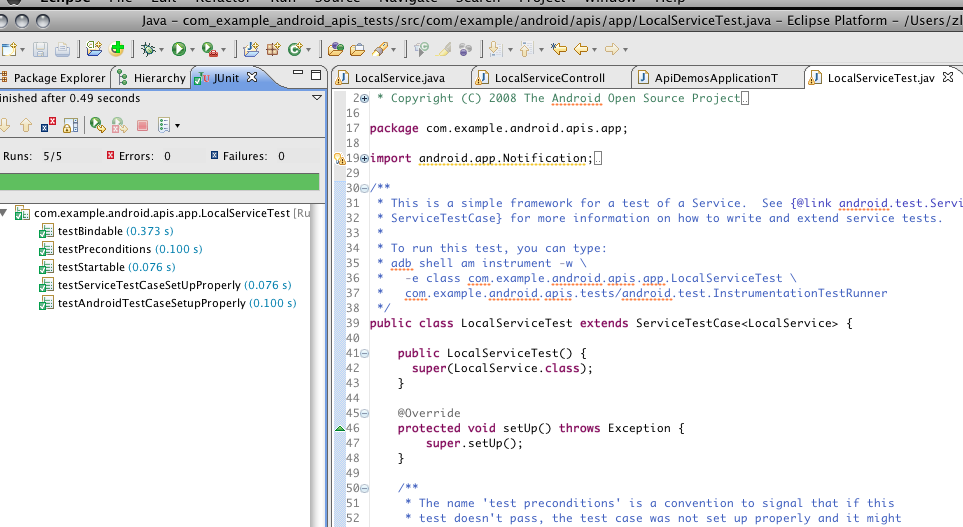 Java – com_example_android_apis_tests/src/com/example/android/apis/app/LocalServiceTest.java – Eclipse Platform – /Users/zl
Package Explorer Hierarchy JUnit LocalService.java LocalServiceControll ApiDemosApplicationT LocalServiceTest.jav
inished after 0.49 seconds
Runs: 5/5 Errors: 0 Failures: 0
com.example.android.apis.app.LocalServiceTest [Ru
testBindable (0.373 s)
testPreconditions (0.100 s)
testStartable (0.076 s)
testServiceTestCaseSetUpProperly (0.076 s)
testAndroidTestCaseSetupProperly (0.100 s)
2 * Copyright (C) 2008 The Android Open Source Project
16
17 package com.example.android.apis.app;
18
19 import android.app.Notification;
29
30 /**
31 * This is a simple framework for a test of a Service.  See {@link android.test.Servi
32 * ServiceTestCase} for more information on how to write and extend service tests.
33 *
34 * To run this test, you can type:
35 * adb shell am instrument -w \
36 *   -e class com.example.android.apis.app.LocalServiceTest \
37 *   com.example.android.apis.tests/android.test.InstrumentationTestRunner
38 */
39 public class LocalServiceTest extends ServiceTestCase<LocalService> {
40
41 public LocalServiceTest() {
42 super(LocalService.class);
43 }
44
45 @Override
46 protected void setUp() throws Exception {
47 super.setUp();
48 }
49
50 /**
51 * The name 'test preconditions' is a convention to signal that if this
52 * test doesn't pass, the test case was not set up properly and it might